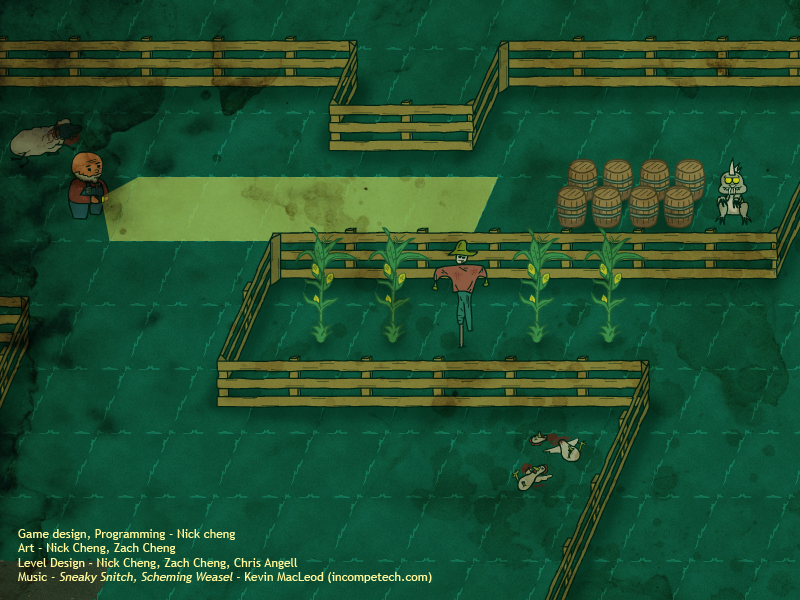 Game design, Programming - Nick cheng
Art - Nick Cheng, Zach Cheng
Level Design - Nick Cheng, Zach Cheng, Chris Angell
Music - Sneaky Snitch, Scheming Weasel - Kevin MacLeod (incompetech.com)